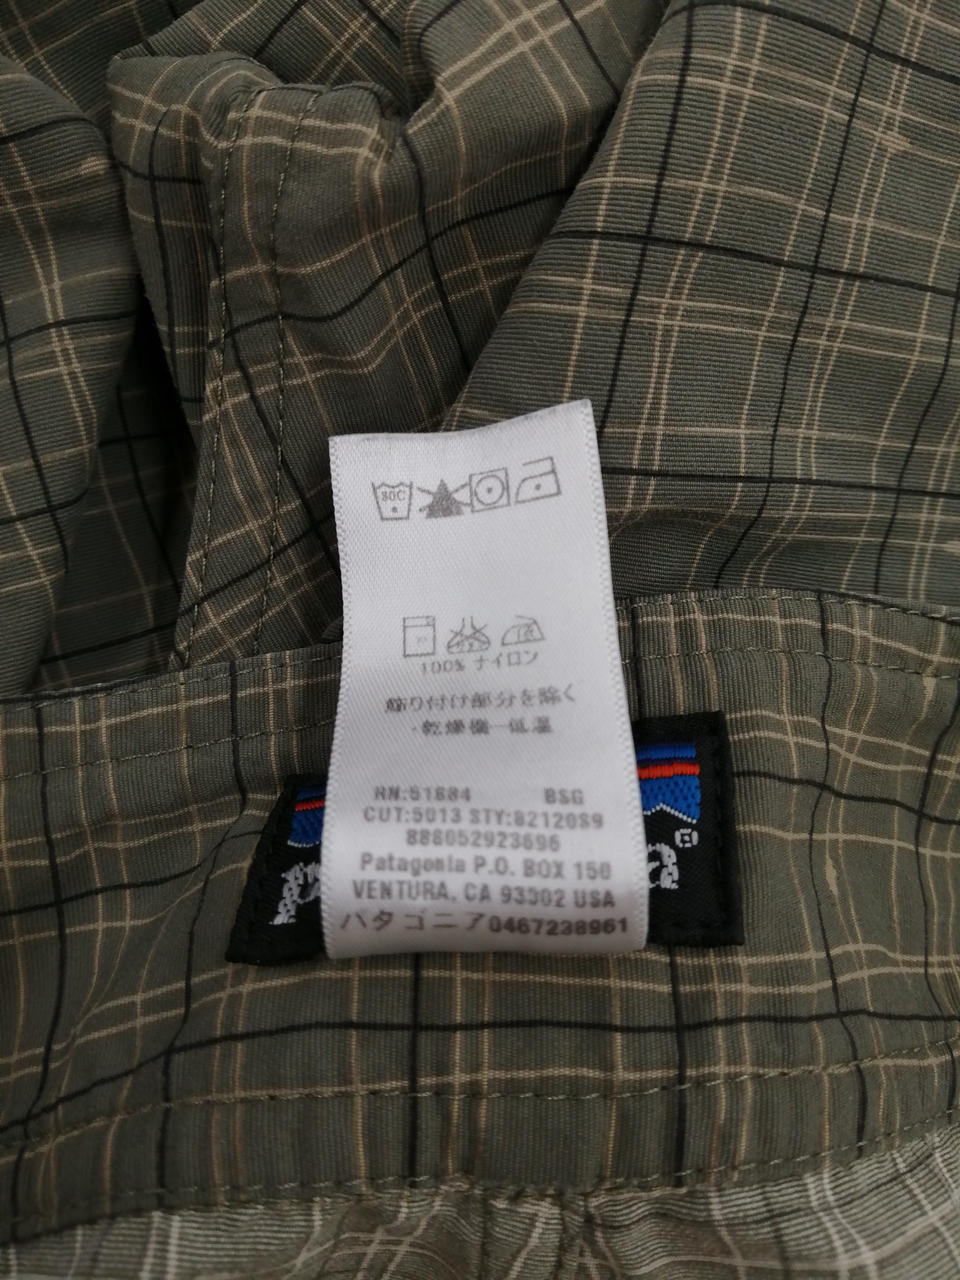 80C
100% ナイロン
飾り付け部分を除く
·乾燥機—低温
RN:51884 BSG
CUT:5013 STY:82120S9
888052923696
Patagonia P.O. BOX 150
VENTURA, CA 93002 USA
パタゴニア0467238961
p a